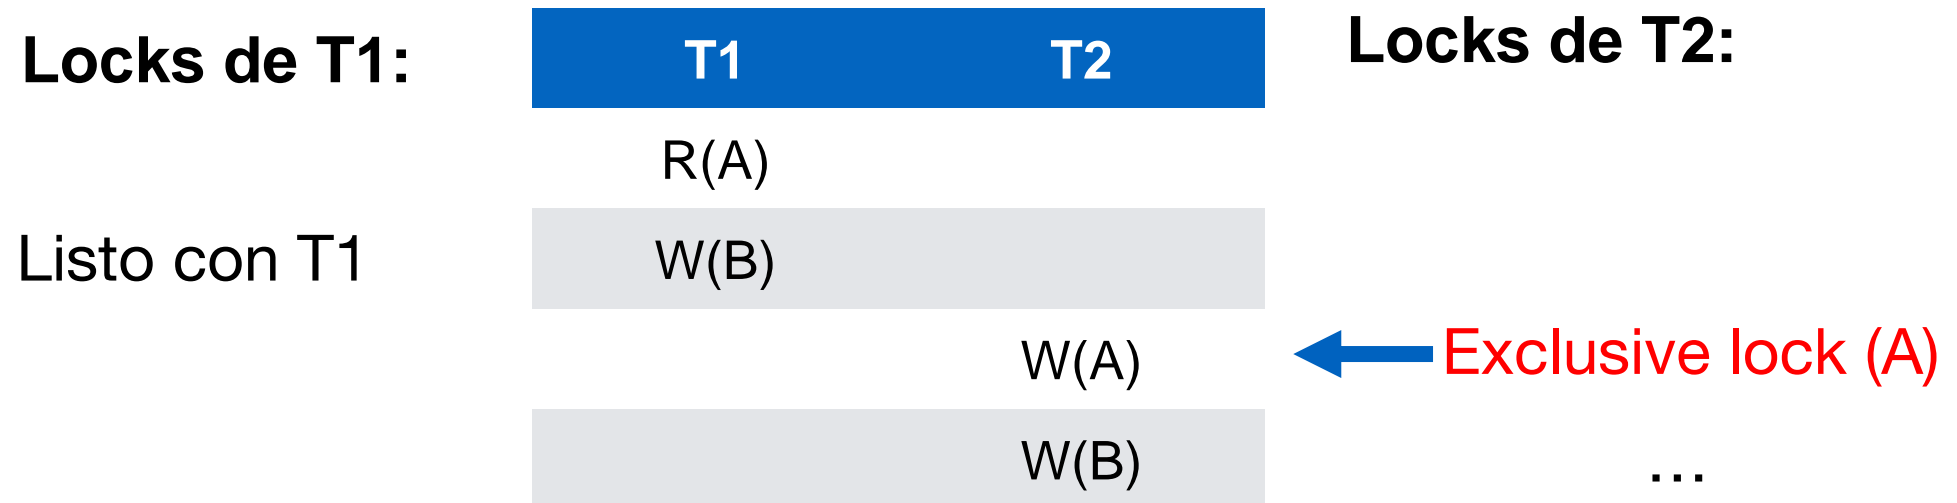 Locks de T1:
T1 T2
Locks de T2:
R(A)
Listo con T1
W(B)
W(A)
Exclusive lock (A)
W(B)
...